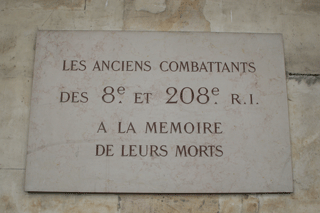 LES ANCIENS COMBATTANTS
DES 8e. ET 208e. R.I.
A LA MEMOIRE
DE LEURS MORTS